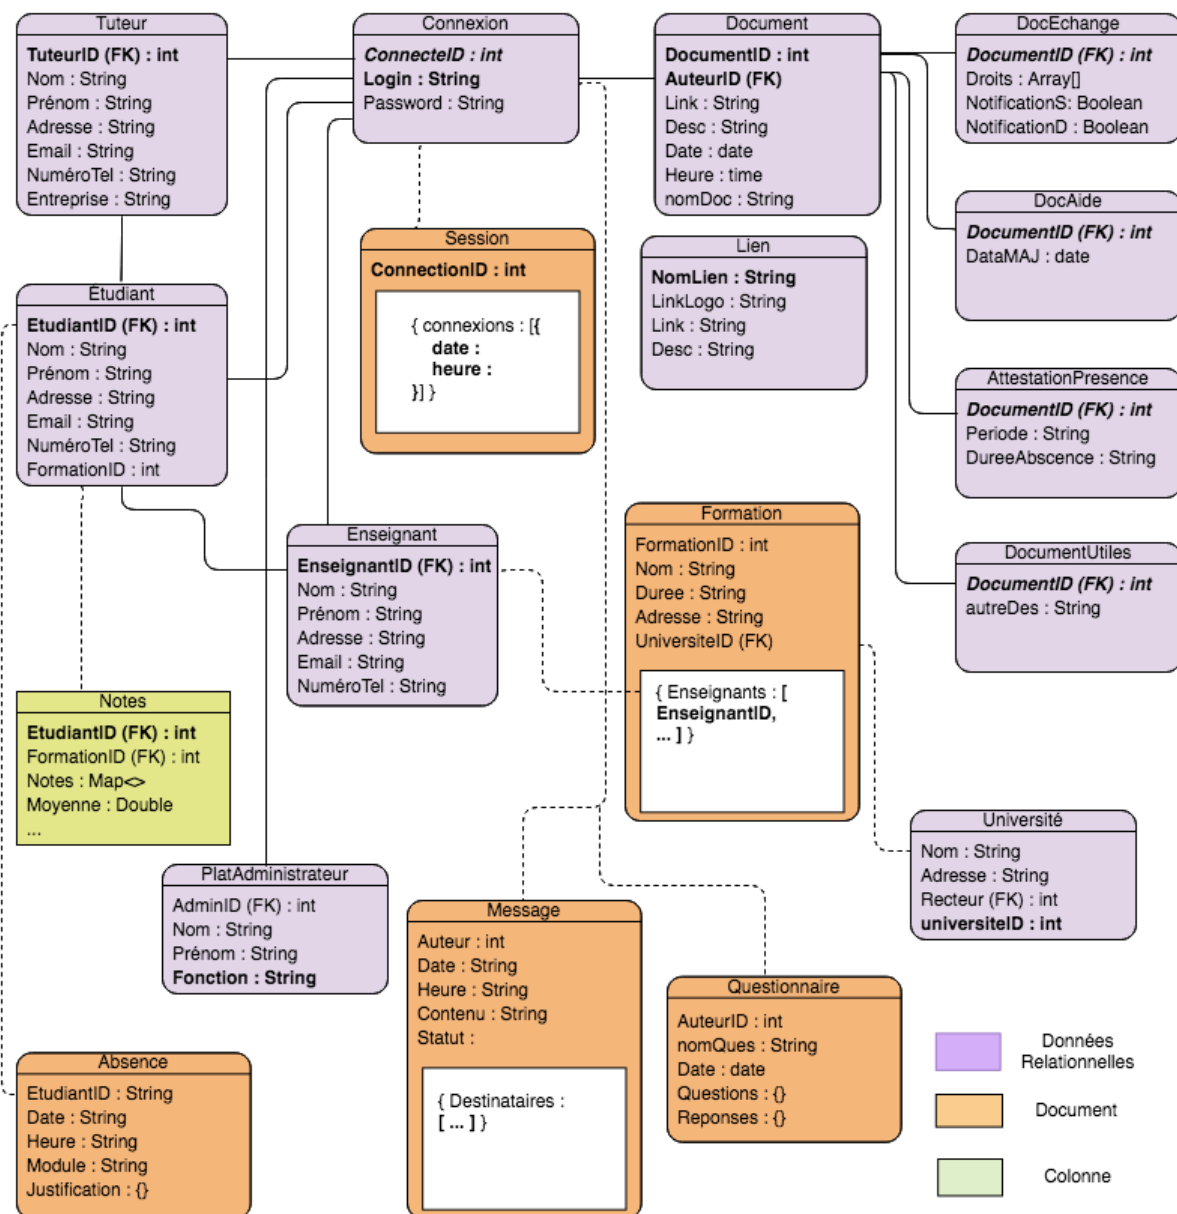 Tuteur
TuteurID (FK) : int
Nom : String
Prénom : String
Adresse : String
Email : String
NuméroTel : String
Entreprise : String
Connexion
ConnecteID : int
Login : String
Password : String
Document
DocumentID : int
AuteurID (FK)
Link : String
Desc : String
Date : date
Heure : time
nomDoc : String
DocEchange
DocumentID (FK) : int
Droits : Array[]
NotificationS: Boolean
NotificationD : Boolean
DocAide
DocumentID (FK) : int
DataMAJ : date
Session
ConnectionID : int
{ connexions : [{
date :
heure :
}] }
Lien
NomLien : String
LinkLogo : String
Link : String
Desc : String
Étudiant
EtudiantID (FK) : int
Nom : String
Prénom : String
Adresse : String
Email : String
NuméroTel : String
FormationID : int
AttestationPresence
DocumentID (FK) : int
Periode : String
DureeAbscence : String
Enseignant
EnseignantID (FK) : int
Nom : String
Prénom : String
Adresse : String
Email : String
NuméroTel : String
Formation
FormationID : int
Nom : String
Duree : String
Adresse : String
UniversiteID (FK)
{ Enseignants : [
EnseignantID,
... ] }
DocumentUtiles
DocumentID (FK) : int
autreDes : String
Notes
EtudiantID (FK) : int
FormationID (FK) : int
Notes : Map<>
Moyenne : Double
...
Université
Nom : String
Adresse : String
Recteur (FK) : int
universiteID : int
PlatAdministrateur
AdminID (FK) : int
Nom : String
Prénom : String
Fonction : String
Message
Auteur : int
Date : String
Heure : String
Contenu : String
Statut :
{ Destinataires :
[ ... ] }
Questionnaire
AuteurID : int
nomQues : String
Date : date
Questions : {}
Reponses : {}
Absence
EtudiantID : String
Date : String
Heure : String
Module : String
Justification : {}
Données
Relationnelles
Document
Colonne